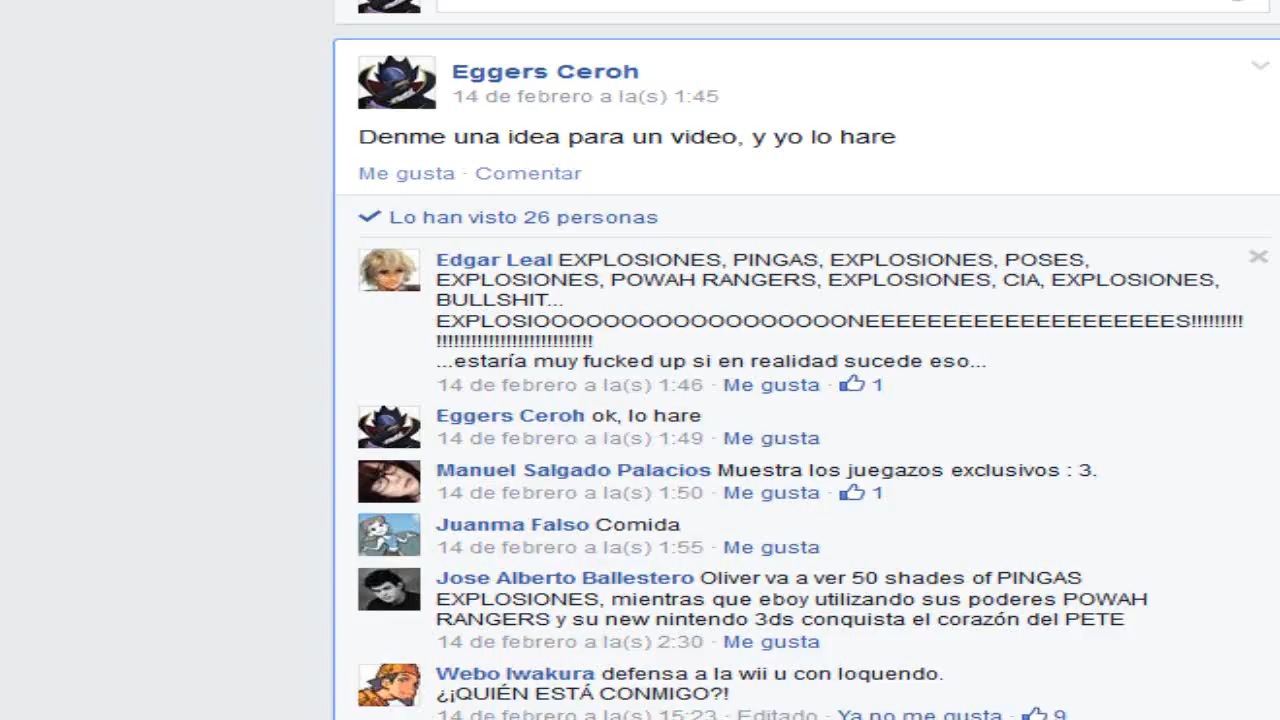 Eggers Ceroh
14 de febrero a la(s) 1:45
Denme una idea para un video, y yo lo hare
Me gusta · Comentar
Lo han visto 26 personas
Edgar Leal EXPLOSIONES, PINGAS, EXPLOSIONES, POSES,
EXPLOSIONES, POWAH RANGERS, EXPLOSIONES, CIA, EXPLOSIONES,
BULLSHIT...
EXPLOSIOOOOOOOOOOOOOOOOOOONEEEEEEEEEEEEEEEEEEEES!!!!!!!!!
!!!!!!!!!!!!!!!!!!!!!!!!!!!
...estaría muy fucked up si en realidad sucede eso...
14 de febrero a la(s) 1:46 · Me gusta · 1
Eggers Ceroh ok, lo hare
14 de febrero a la(s) 1:49 · Me gusta
Manuel Salgado Palacios Muestra los juegazos exclusivos : 3.
14 de febrero a la(s) 1:50 · Me gusta · 1
Juanma Falso Comida
14 de febrero a la(s) 1:55 · Me gusta
Jose Alberto Ballestero Oliver va a ver 50 shades of PINGAS
EXPLOSIONES, mientras que eboy utilizando sus poderes POWAH
RANGERS y su new nintendo 3ds conquista el corazón del PETE
14 de febrero a la(s) 2:30 · Me gusta
Webo Iwakura defensa a la wii u con loquendo.
¿¡QUIÉN ESTÁ CONMIGO?!
14 de febrero a la(s) 15:23 · Editado · Ya no me gusta · 9